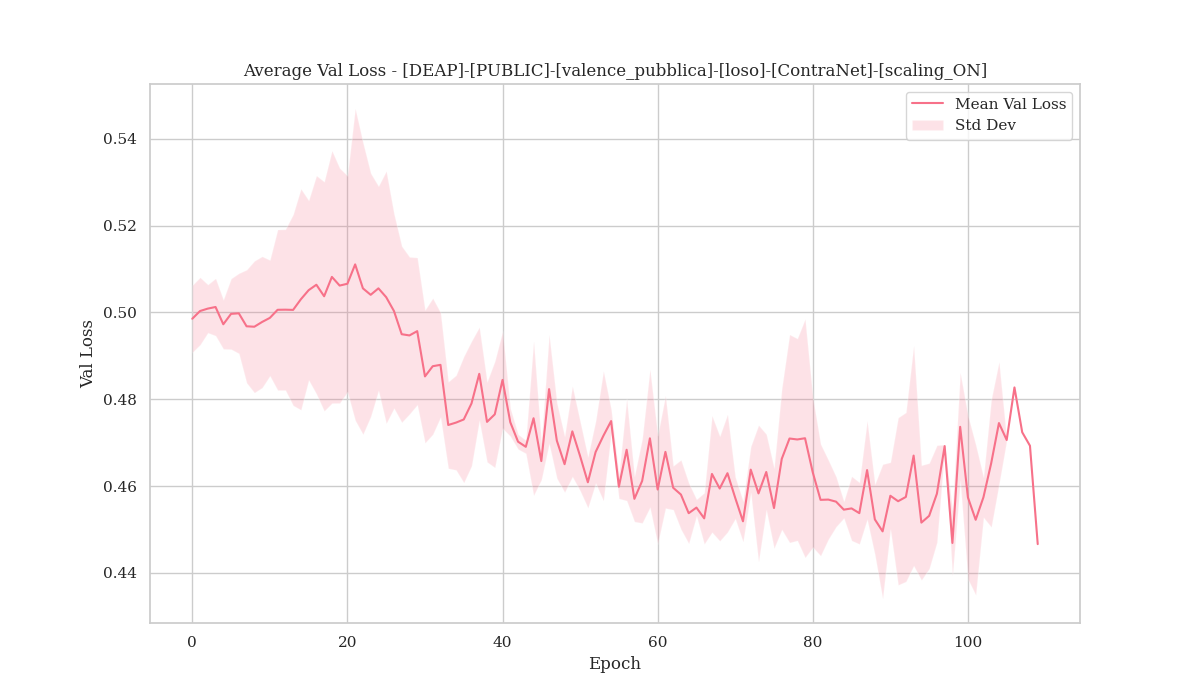 Average Val Loss - [DEAP]-[PUBLIC]-[valence_pubblica]-[loso]-[ContraNet]-[scaling_ON]
Mean Val Loss
Std Dev
0.54
0.52
0.50
0.48
0.46
0.44
Val Loss
0
20
40
60
80
100
Epoch